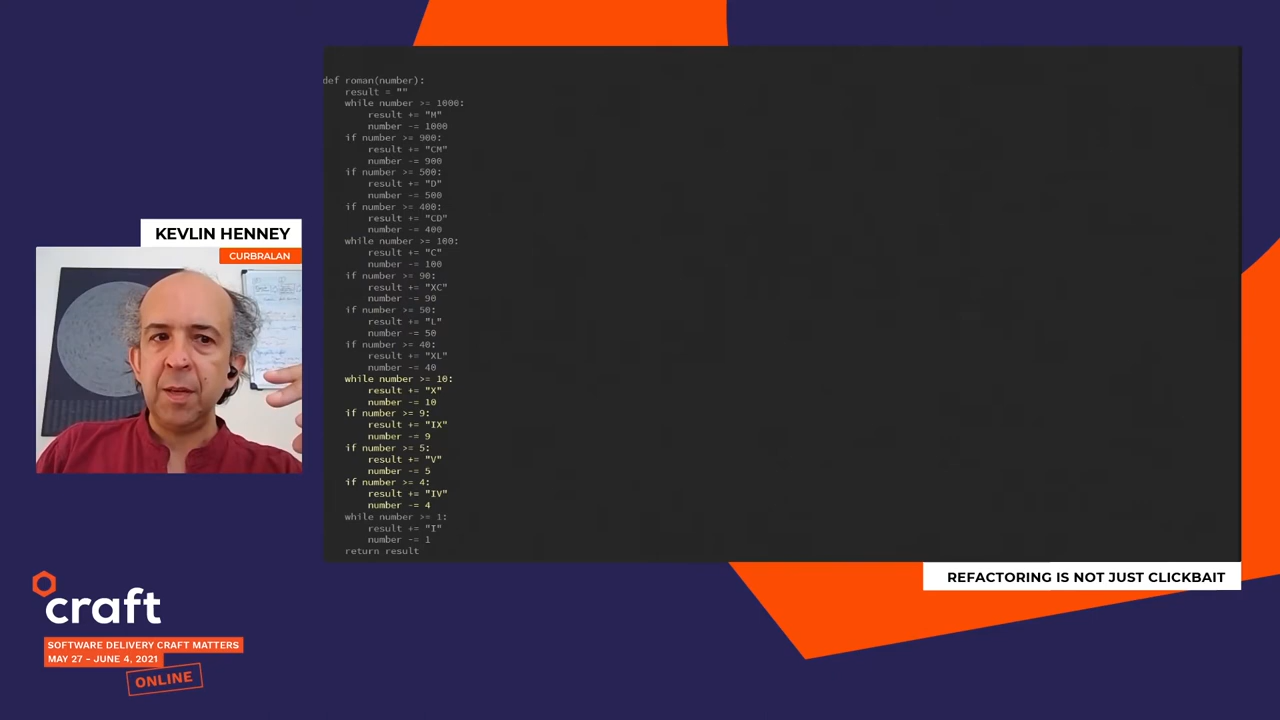 def roman(number):
    result = ""
    while number >= 1000:
        result += "M"
        number -= 1000
    if number >= 900:
        result += "CM"
        number -= 900
    if number >= 500:
        result += "D"
        number -= 500
    if number >= 400:
        result += "CD"
        number -= 400
    while number >= 100:
        result += "C"
        number -= 100
    if number >= 90:
        result += "XC"
        number -= 90
    if number >= 50:
        result += "L"
        number -= 50
    if number >= 40:
        result += "XL"
        number -= 40
    while number >= 10:
        result += "X"
        number -= 10
    if number >= 9:
        result += "IX"
        number -= 9
    if number >= 5:
        result += "V"
        number -= 5
    if number >= 4:
        result += "IV"
        number -= 4
    while number >= 1:
        result += "I"
        number -= 1
    return result
KEVLIN HENNEY
CURBRALAN
REFACTORING IS NOT JUST CLICKBAIT
craft
SOFTWARE DELIVERY CRAFT MATTERS
MAY 27 - JUNE 4, 2021
ONLINE